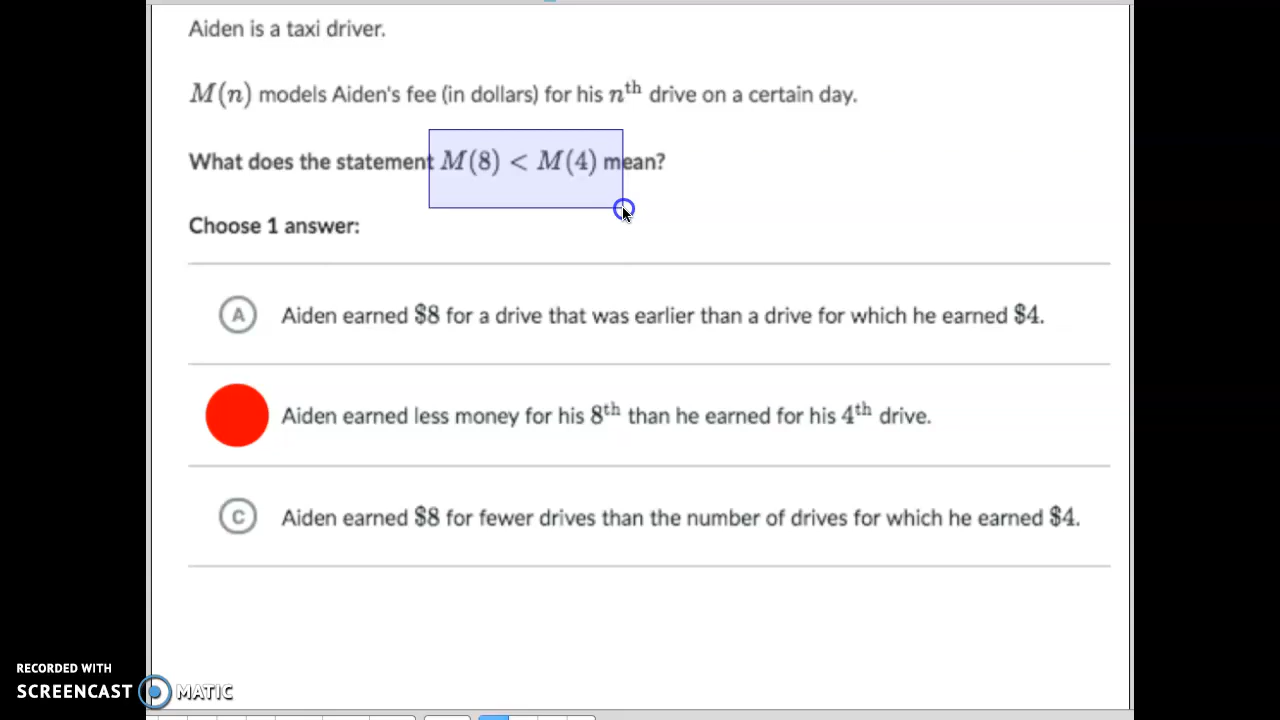 Aiden is a taxi driver.
M(n) models Aiden's fee (in dollars) for his nth drive on a certain day.
What does the statement M(8) < M(4) mean?
Choose 1 answer:
A Aiden earned $8 for a drive that was earlier than a drive for which he earned $4.
Aiden earned less money for his 8th than he earned for his 4th drive.
C Aiden earned $8 for fewer drives than the number of drives for which he earned $4.
RECORDED WITH
SCREENCAST MATIC